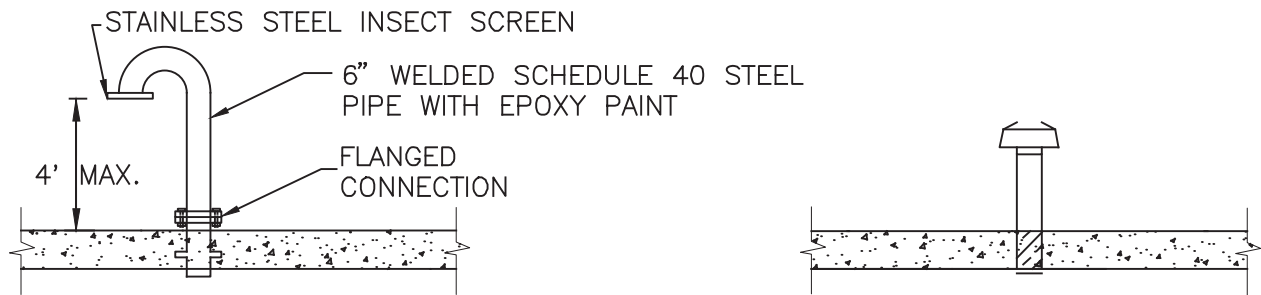 STAINLESS STEEL INSECT SCREEN
6” WELDED SCHEDULE 40 STEEL
PIPE WITH EPOXY PAINT
4' MAX.
FLANGED
CONNECTION